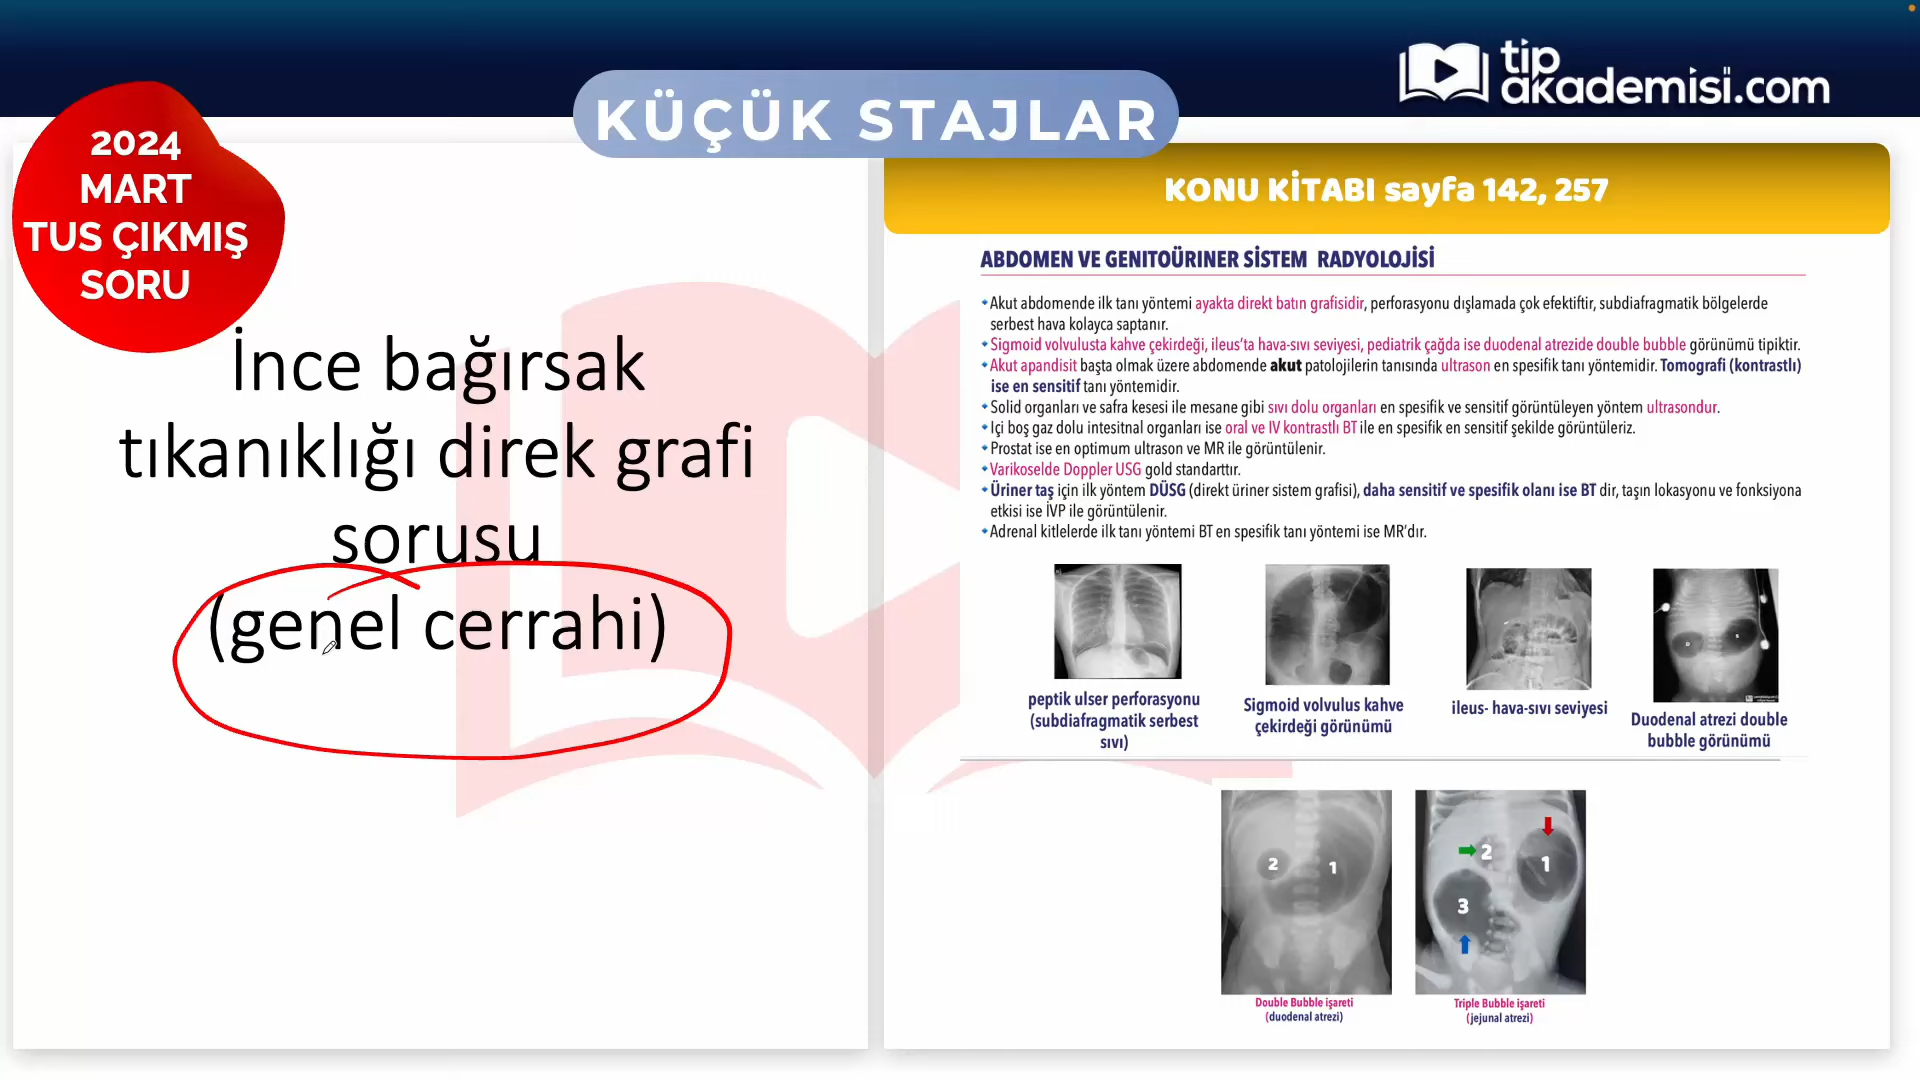 tıp
akademisi.com
KÜÇÜK STAJLAR
2024
MART
TUS ÇIKMIŞ
SORU
İnce bağırsak
tıkanıklığı direk grafi
sorusu
(genel cerrahi)
KONU KİTABI sayfa 142, 257
ABDOMEN VE GENITOÜRINER SİSTEM RADYOLOJİSİ
Akut abdomende ilk tanı yöntemi ayakta direkt batın grafisidir, perforasyonu dışlamada çok efektiftir, subdiafragmatik bölgelerde
serbest hava kolayca saptanır.
Sigmoid volvulusta kahve çekirdeği, ileus'ta hava-sıvı seviyesi, pediatrik çağda ise duodenal atrezide double bubble görünümü tipiktir.
Akut apandisit başta olmak üzere abdomende akut patolojilerin tanısında ultrason en spesifik tanı yöntemidir. Tomografi (kontrastlı)
ise en sensitif tanı yöntemidir.
Solid organları ve safra kesesi ile mesane gibi sıvı dolu organları en spesifik ve sensitif görüntüleyen yöntem ultrasondur.
Içi boş gaz dolu intesitnal organları ise oral ve IV kontrastlı BT ile en spesifik en sensitif şekilde görüntüleriz.
Prostat ise en optimum ultrason ve MR ile görüntülenir.
Varikoselde Doppler USG gold standarttır.
Üriner taş için ilk yöntem DÜSG (direkt üriner sistem grafisi), daha sensitif ve spesifik olanı ise BT dir, taşın lokasyonu ve fonksiyona
etkisi ise İVP ile görüntülenir.
Adrenal kitlelerde ilk tanı yöntemi BT en spesifik tanı yöntemi ise MR'dır.
peptik ulser perforasyonu
(subdiafragmatik serbest
sıvı)
Sigmoid volvulus kahve
çekirdeği görünümü
ileus- hava-sıvı seviyesi
Duodenal atrezi double
bubble görünümü
2 1
2 1
3
Double Bubble işareti
(duodenal atrezi)
Triple Bubble işareti
(jejunal atrezi)